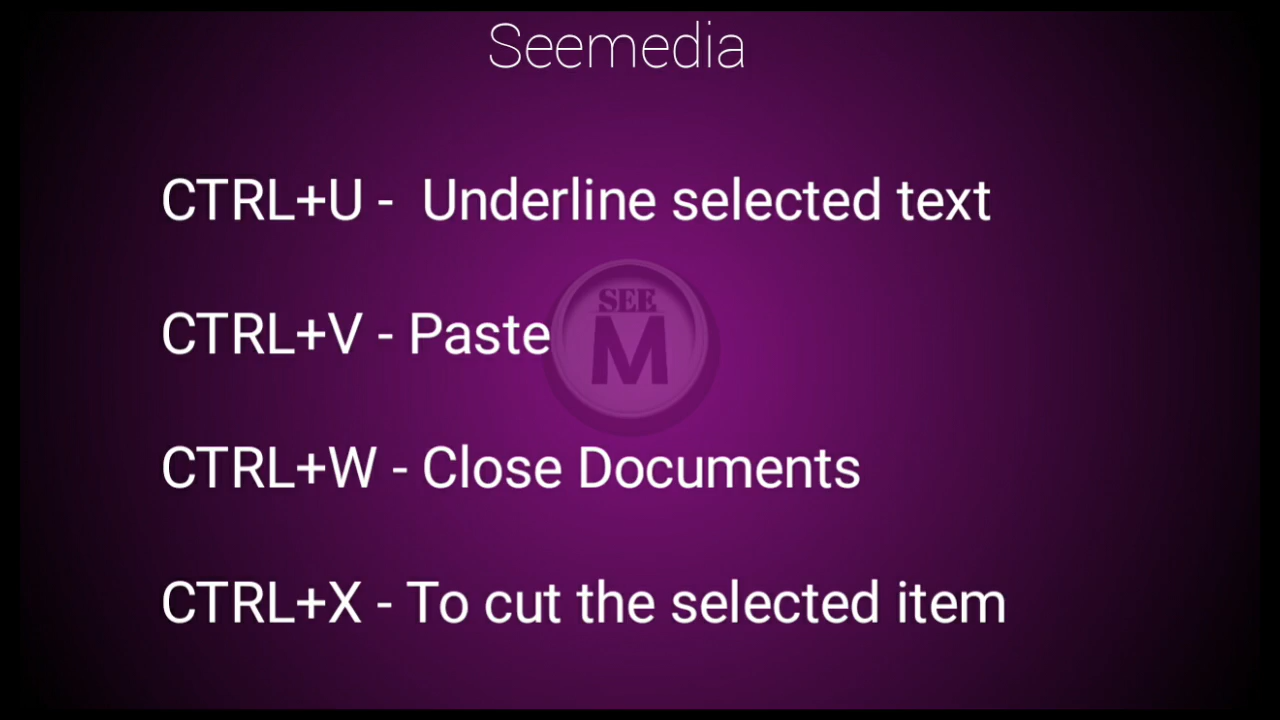 Seemedia
CTRL+U - Underline selected text
SEE
M
CTRL+V - Paste
CTRL+W - Close Documents
CTRL+X - To cut the selected item